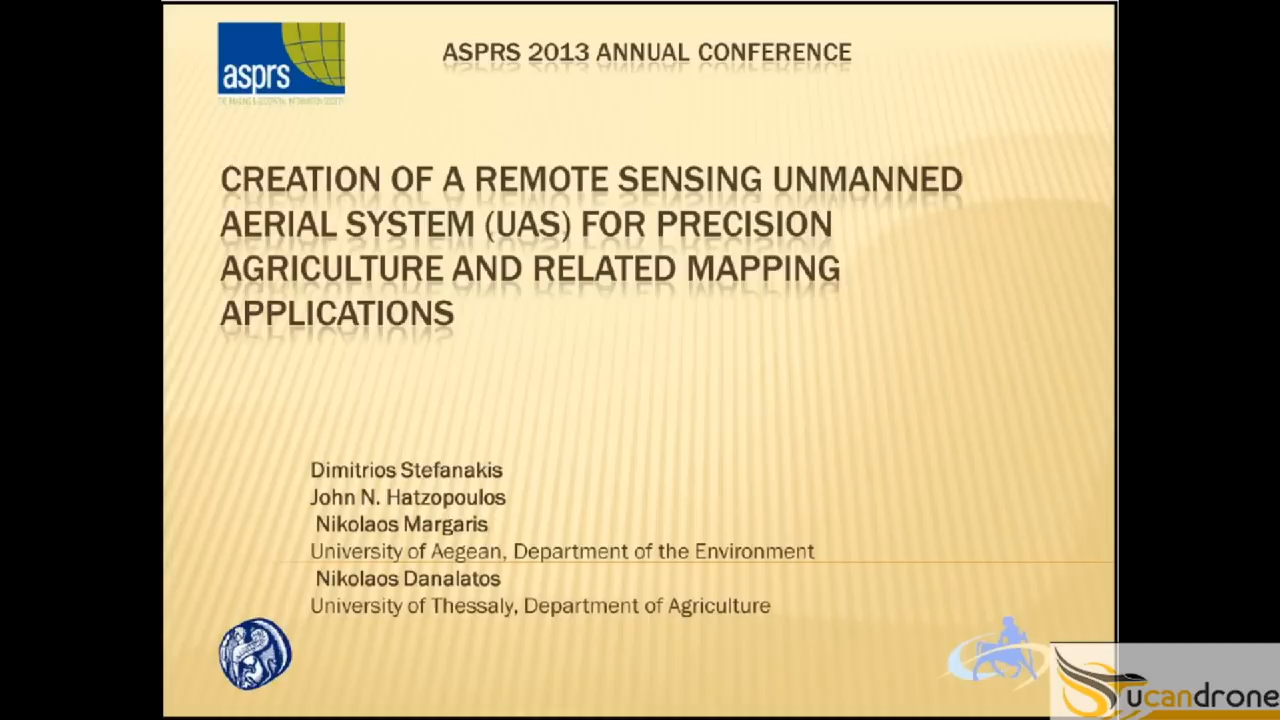 asprs
ASPRS 2013 ANNUAL CONFERENCE
CREATION OF A REMOTE SENSING UNMANNED
AERIAL SYSTEM (UAS) FOR PRECISION
AGRICULTURE AND RELATED MAPPING
APPLICATIONS
Dimitrios Stefanakis
John N. Hatzopoulos
Nikolaos Margaris
University of Aegean, Department of the Environment
Nikolaos Danalatos
University of Thessaly, Department of Agriculture
ucandrone